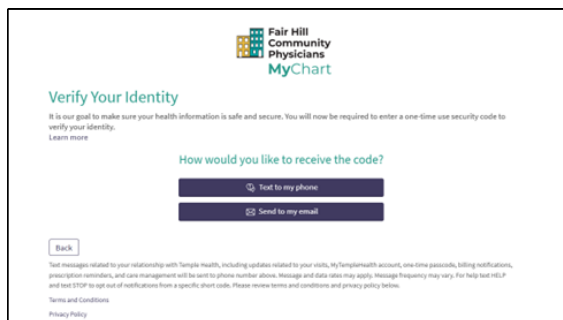 Fair Hill
Community
Physicians
MyChart
Verify Your Identity
It is our goal to make sure your health information is safe and secure. You will now be required to enter a one-time use security code to
verify your identity.
Learn more
How would you like to receive the code?
Text to my phone
Send to my email
Back
Text messages related to your relationship with Temple Health, including updates related to your visits, MyTempleHealth account, one-time passcode, billing notifications,
prescription reminders, and care management will be sent to phone number above. Message and data rates may apply. Message frequency may vary. For help text HELP
and text STOP to opt out of notifications from a specific short code. Please review terms and conditions and privacy policy below.
Terms and Conditions
Privacy Policy